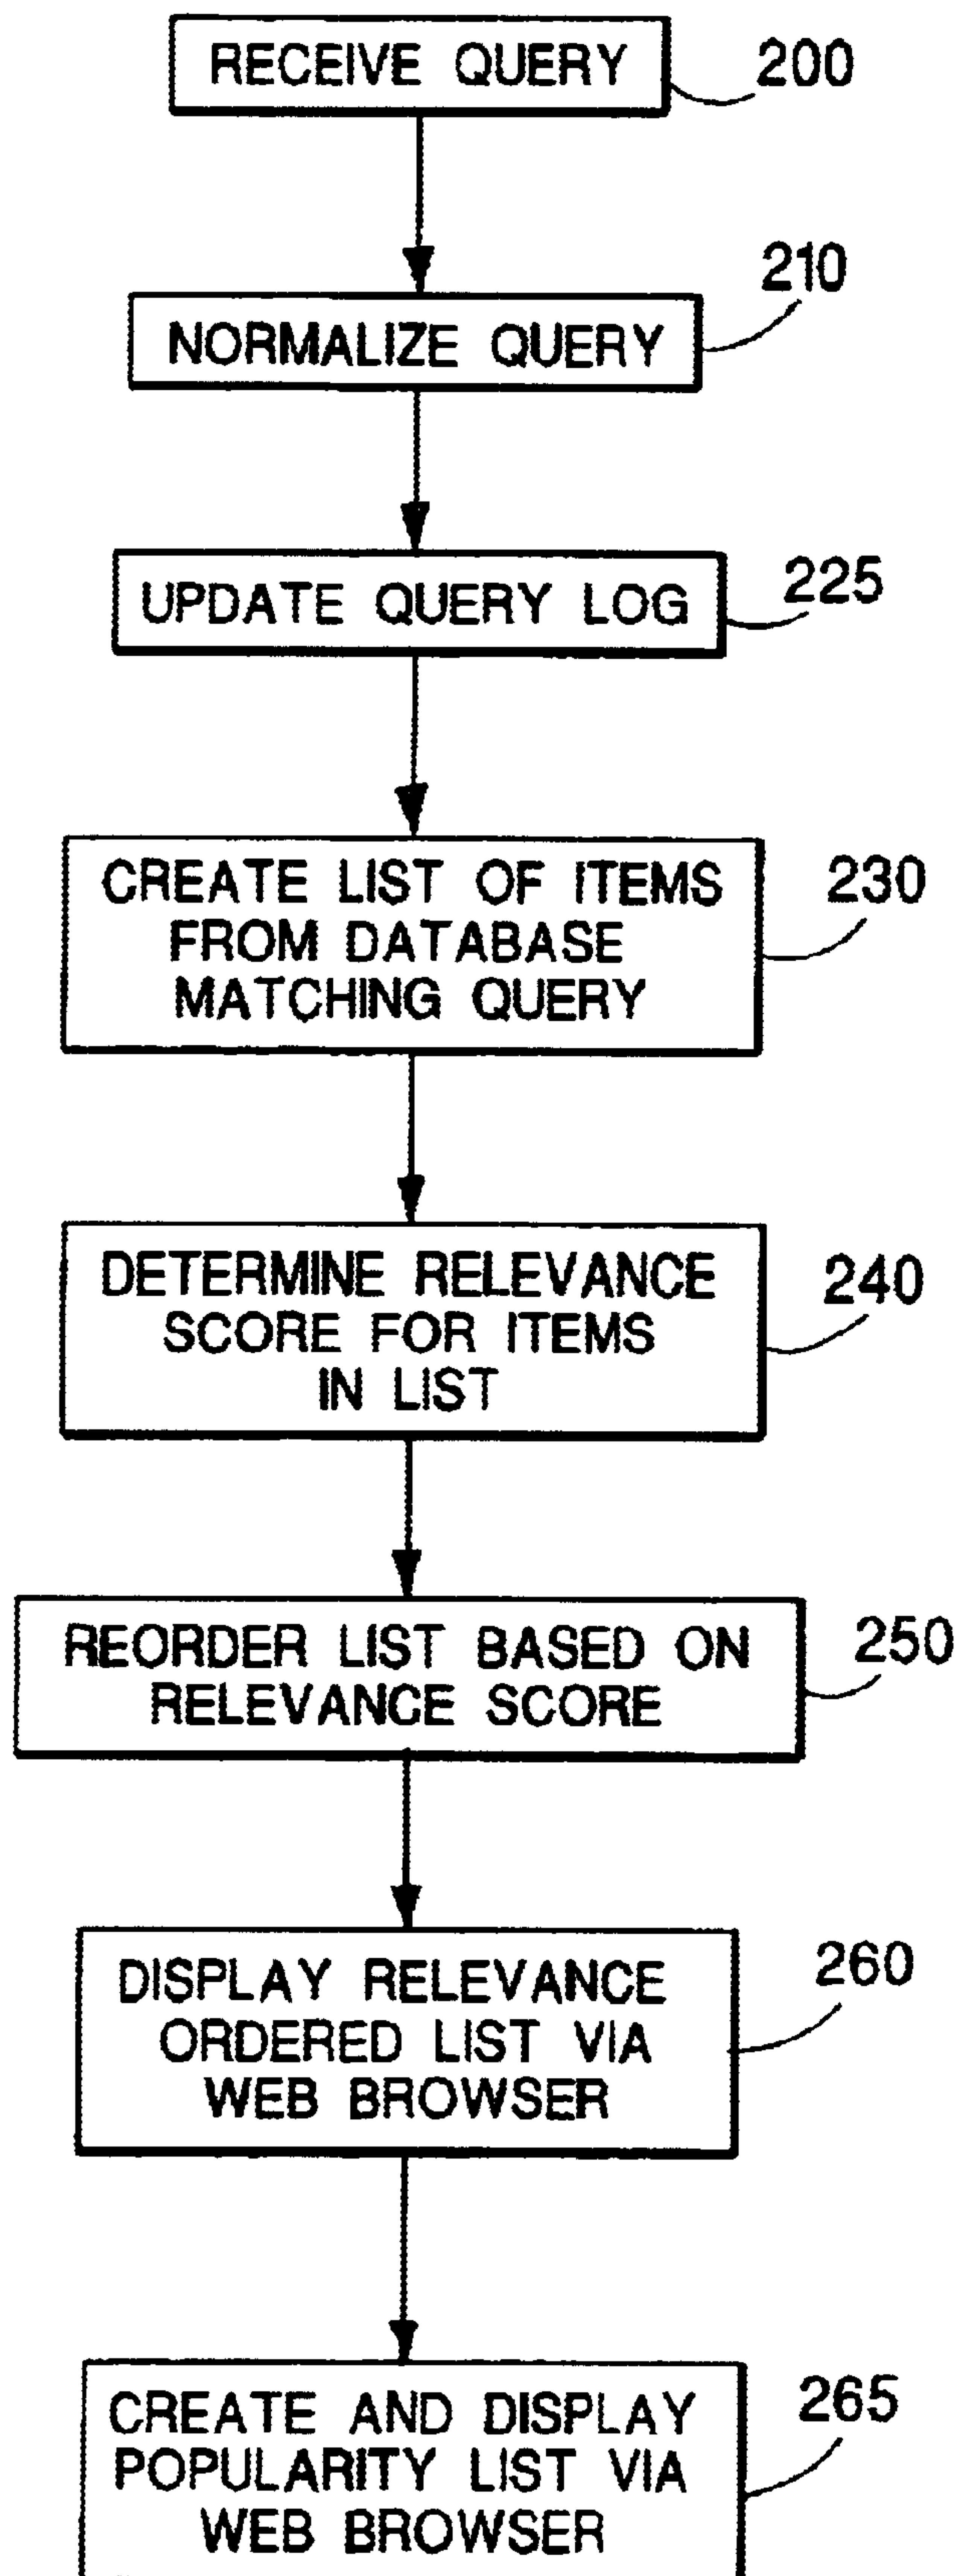 RECEIVE QUERY
200
NORMALIZE QUERY
210
UPDATE QUERY LOG
225
CREATE LIST OF ITEMS
FROM DATABASE
MATCHING QUERY
230
DETERMINE RELEVANCE
SCORE FOR ITEMS
IN LIST
240
REORDER LIST BASED ON
RELEVANCE SCORE
250
DISPLAY RELEVANCE
ORDERED LIST VIA
WEB BROWSER
260
CREATE AND DISPLAY
POPULARITY LIST VIA
WEB BROWSER
265